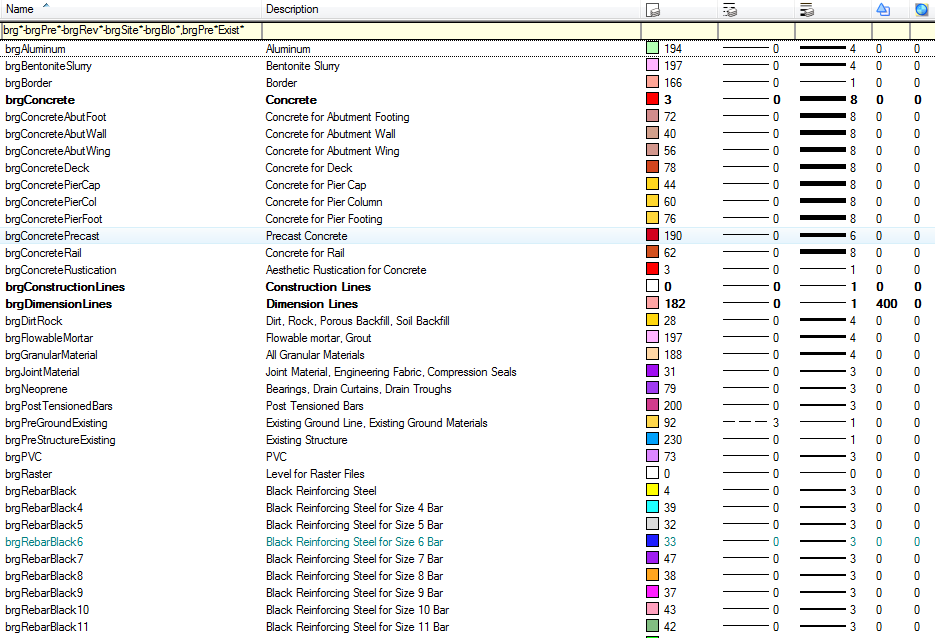 Name Description
brg*-brgPre*-brgRev*-brgSite*-brgBlo*,brgPre*Exist*
brgAluminum Aluminum 194 0 4 0 0
brgBentoniteSlurry Bentonite Slurry 197 0 4 0 0
brgBorder Border 166 0 1 0 0
brgConcrete Concrete 3 0 8 0 0
brgConcreteAbutFoot Concrete for Abutment Footing 72 0 8 0 0
brgConcreteAbutWall Concrete for Abutment Wall 40 0 8 0 0
brgConcreteAbutWing Concrete for Abutment Wing 56 0 8 0 0
brgConcreteDeck Concrete for Deck 78 0 8 0 0
brgConcretePierCap Concrete for Pier Cap 44 0 8 0 0
brgConcretePierCol Concrete for Pier Column 60 0 8 0 0
brgConcretePierFoot Concrete for Pier Footing 76 0 8 0 0
brgConcretePrecast Precast Concrete 190 0 6 0 0
brgConcreteRail Concrete for Rail 62 0 8 0 0
brgConcreteRustication Aesthetic Rustication for Concrete 3 0 1 0 0
brgConstructionLines Construction Lines 0 0 1 0 0
brgDimensionLines Dimension Lines 182 0 1 400 0
brgDirtRock Dirt, Rock, Porous Backfill, Soil Backfill 28 0 4 0 0
brgFlowableMortar Flowable mortar, Grout 197 0 4 0 0
brgGranularMaterial All Granular Materials 188 0 4 0 0
brgJointMaterial Joint Material, Engineering Fabric, Compression Seals 31 0 3 0 0
brgNeoprene Bearings, Drain Curtains, Drain Troughs 79 0 3 0 0
brgPostTensionedBars Post Tensioned Bars 200 0 3 0 0
brgPreGroundExisting Existing Ground Line, Existing Ground Materials 92 3 1 0 0
brgPreStructureExisting Existing Structure 230 0 1 0 0
brgPVC PVC 73 0 3 0 0
brgRaster Level for Raster Files 0 0 0 0 0
brgRebarBlack Black Reinforcing Steel 4 0 3 0 0
brgRebarBlack4 Black Reinforcing Steel for Size 4 Bar 39 0 3 0 0
brgRebarBlack5 Black Reinforcing Steel for Size 5 Bar 32 0 3 0 0
brgRebarBlack6 Black Reinforcing Steel for Size 6 Bar 33 0 3 0 0
brgRebarBlack7 Black Reinforcing Steel for Size 7 Bar 47 0 3 0 0
brgRebarBlack8 Black Reinforcing Steel for Size 8 Bar 38 0 3 0 0
brgRebarBlack9 Black Reinforcing Steel for Size 9 Bar 37 0 3 0 0
brgRebarBlack10 Black Reinforcing Steel for Size 10 Bar 43 0 3 0 0
brgRebarBlack11 Black Reinforcing Steel for Size 11 Bar 42 0 3 0 0